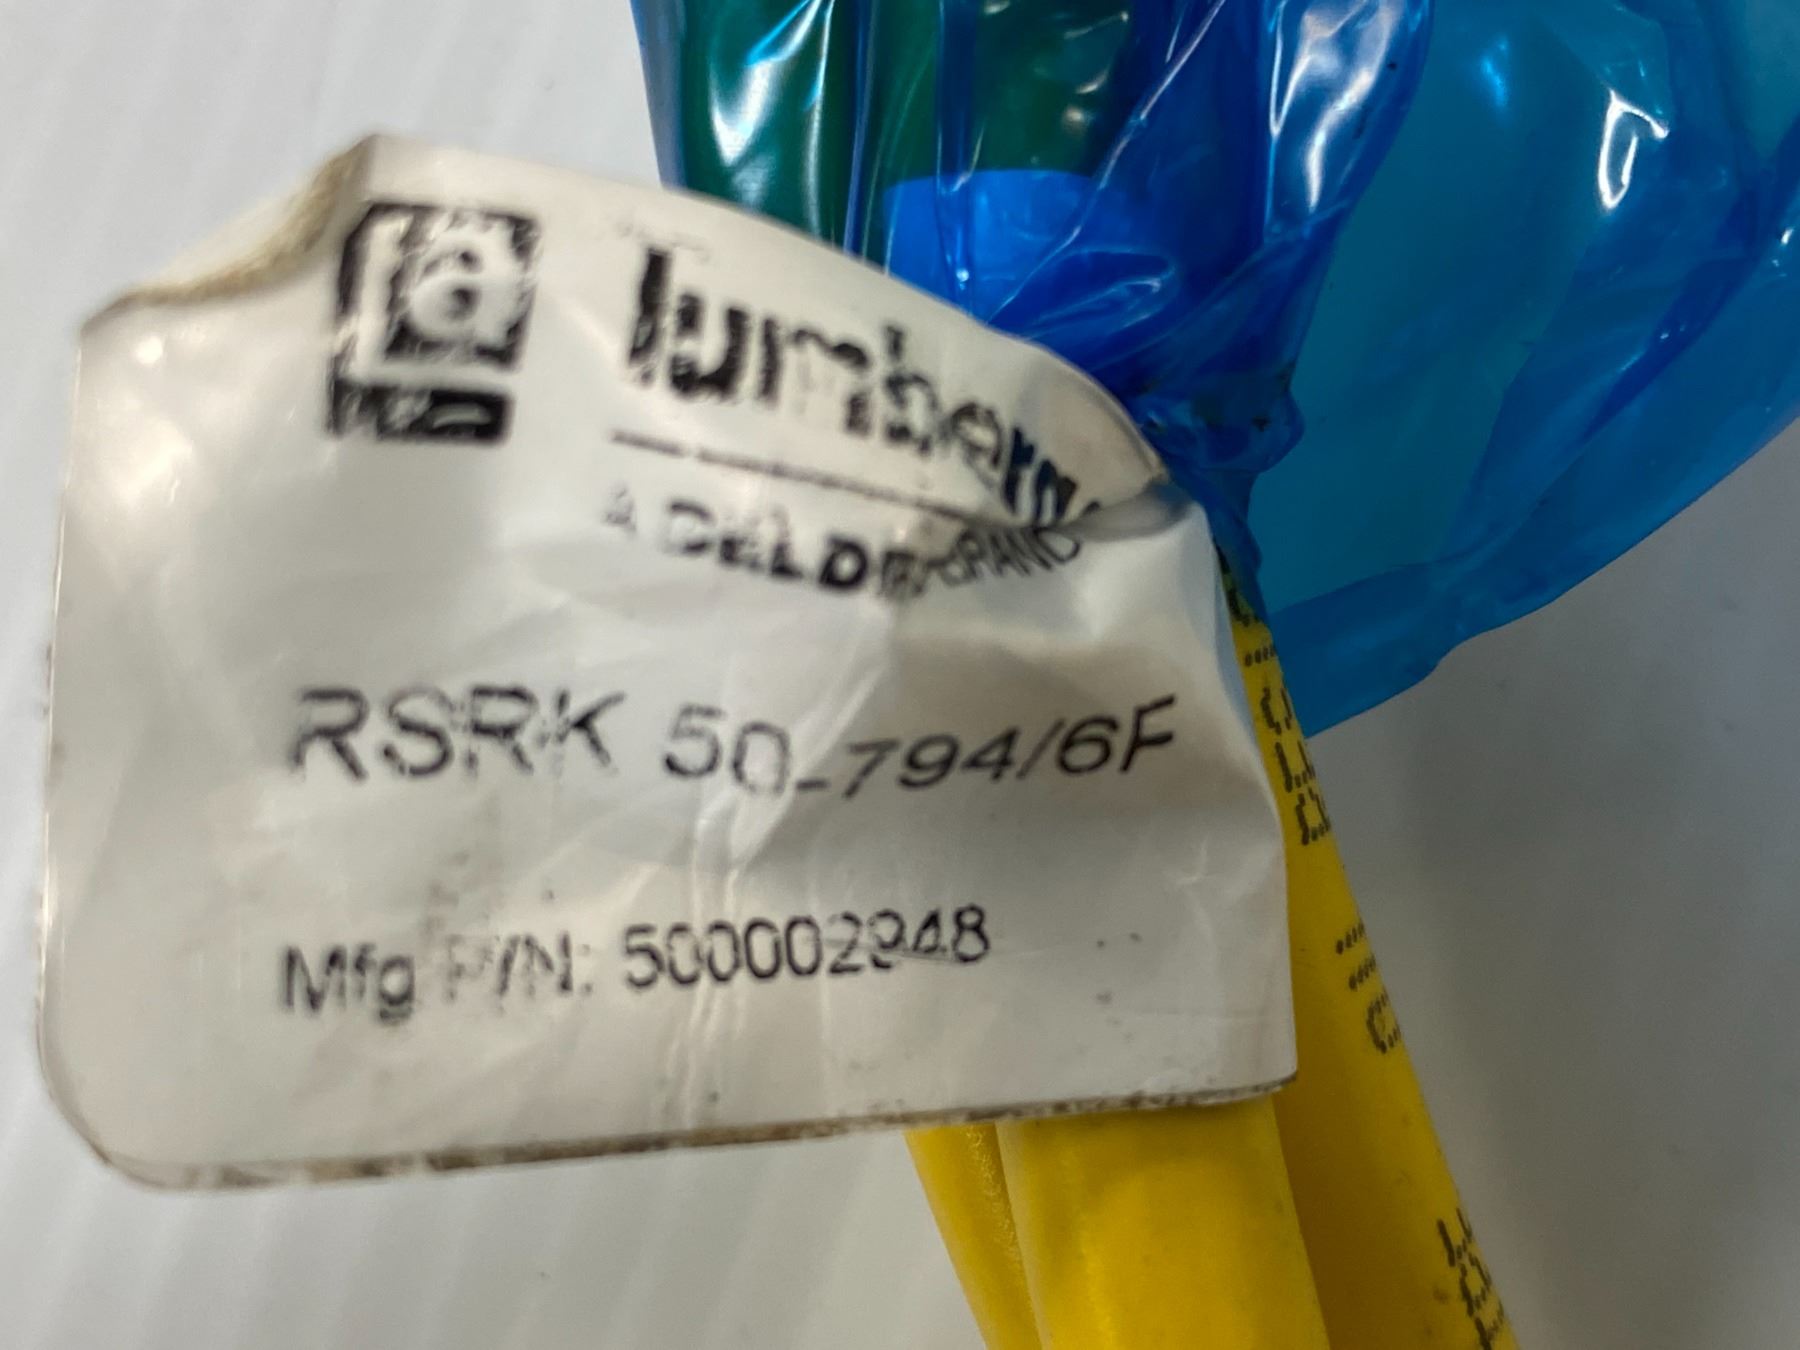 lumberg
A BELDEN BRAND
RSRK 50-794/6F
Mfg P/N: 500002948